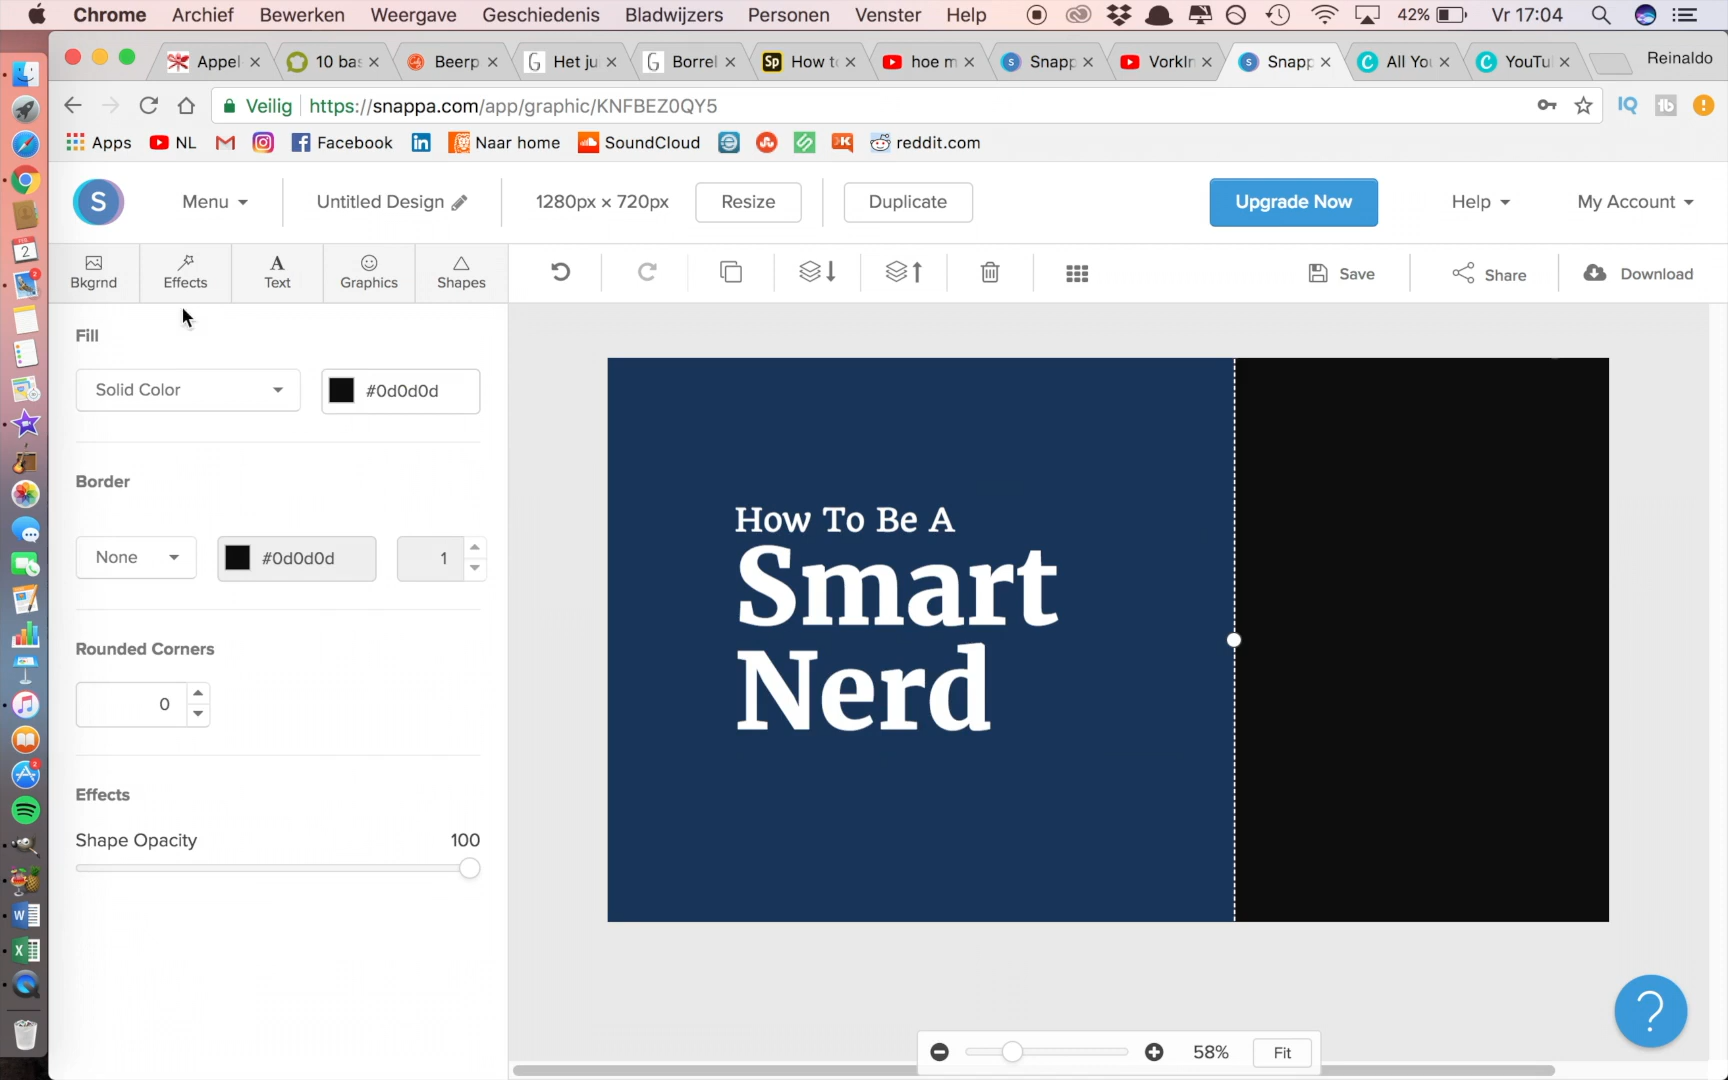 Chrome Archief Bewerken Weergave Geschiedenis Bladwijzers Personen Venster Help 42% Vr 17:04
Appel 10 bas Beerp Het ju Borrel How to hoe m Snapp VorkIn Snapp All You YouTu Reinaldo
Veilig https://snappa.com/app/graphic/KNFBEZ0QY5
Apps NL Facebook Naar home SoundCloud reddit.com
S Menu Untitled Design 1280px × 720px Resize Duplicate Upgrade Now Help My Account
Bkgrnd Effects Text Graphics Shapes Save Share Download
Fill
Solid Color #0d0d0d
Border
None #0d0d0d 1
Rounded Corners
0
Effects
Shape Opacity 100
How To Be A
Smart
Nerd
58% Fit